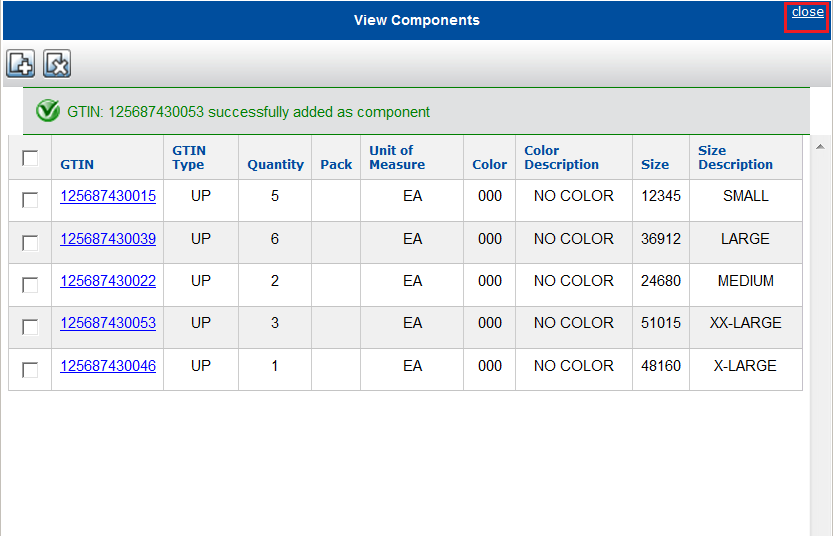 View Components
close
GTIN: 125687430053 successfully added as component
GTIN GTIN Type Quantity Pack Unit of Measure Color Color Description Size Size Description
125687430015 UP 5 EA 000 NO COLOR 12345 SMALL
125687430039 UP 6 EA 000 NO COLOR 36912 LARGE
125687430022 UP 2 EA 000 NO COLOR 24680 MEDIUM
125687430053 UP 3 EA 000 NO COLOR 51015 XX-LARGE
125687430046 UP 1 EA 000 NO COLOR 48160 X-LARGE